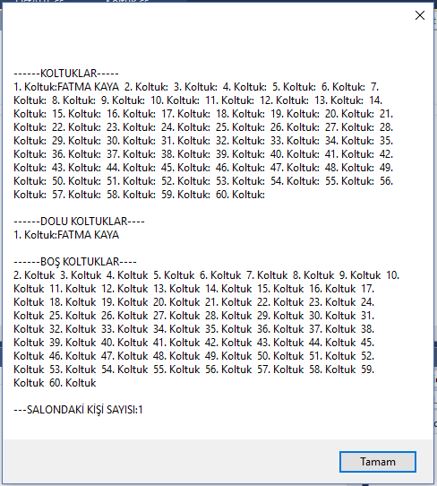 ------KOLTUKLAR-----
1. Koltuk:FATMA KAYA 2. Koltuk: 3. Koltuk: 4. Koltuk: 5. Koltuk: 6. Koltuk: 7.
Koltuk: 8. Koltuk: 9. Koltuk: 10. Koltuk: 11. Koltuk: 12. Koltuk: 13. Koltuk: 14.
Koltuk: 15. Koltuk: 16. Koltuk: 17. Koltuk: 18. Koltuk: 19. Koltuk: 20. Koltuk: 21.
Koltuk: 22. Koltuk: 23. Koltuk: 24. Koltuk: 25. Koltuk: 26. Koltuk: 27. Koltuk: 28.
Koltuk: 29. Koltuk: 30. Koltuk: 31. Koltuk: 32. Koltuk: 33. Koltuk: 34. Koltuk: 35.
Koltuk: 36. Koltuk: 37. Koltuk: 38. Koltuk: 39. Koltuk: 40. Koltuk: 41. Koltuk: 42.
Koltuk: 43. Koltuk: 44. Koltuk: 45. Koltuk: 46. Koltuk: 47. Koltuk: 48. Koltuk: 49.
Koltuk: 50. Koltuk: 51. Koltuk: 52. Koltuk: 53. Koltuk: 54. Koltuk: 55. Koltuk: 56.
Koltuk: 57. Koltuk: 58. Koltuk: 59. Koltuk: 60. Koltuk:
------DOLU KOLTUKLAR----
1. Koltuk:FATMA KAYA
------BOŞ KOLTUKLAR----
2. Koltuk 3. Koltuk 4. Koltuk 5. Koltuk 6. Koltuk 7. Koltuk 8. Koltuk 9. Koltuk 10.
Koltuk 11. Koltuk 12. Koltuk 13. Koltuk 14. Koltuk 15. Koltuk 16. Koltuk 17.
Koltuk 18. Koltuk 19. Koltuk 20. Koltuk 21. Koltuk 22. Koltuk 23. Koltuk 24.
Koltuk 25. Koltuk 26. Koltuk 27. Koltuk 28. Koltuk 29. Koltuk 30. Koltuk 31.
Koltuk 32. Koltuk 33. Koltuk 34. Koltuk 35. Koltuk 36. Koltuk 37. Koltuk 38.
Koltuk 39. Koltuk 40. Koltuk 41. Koltuk 42. Koltuk 43. Koltuk 44. Koltuk 45.
Koltuk 46. Koltuk 47. Koltuk 48. Koltuk 49. Koltuk 50. Koltuk 51. Koltuk 52.
Koltuk 53. Koltuk 54. Koltuk 55. Koltuk 56. Koltuk 57. Koltuk 58. Koltuk 59.
Koltuk 60. Koltuk
---SALONDAKİ KİŞİ SAYISI:1
Tamam